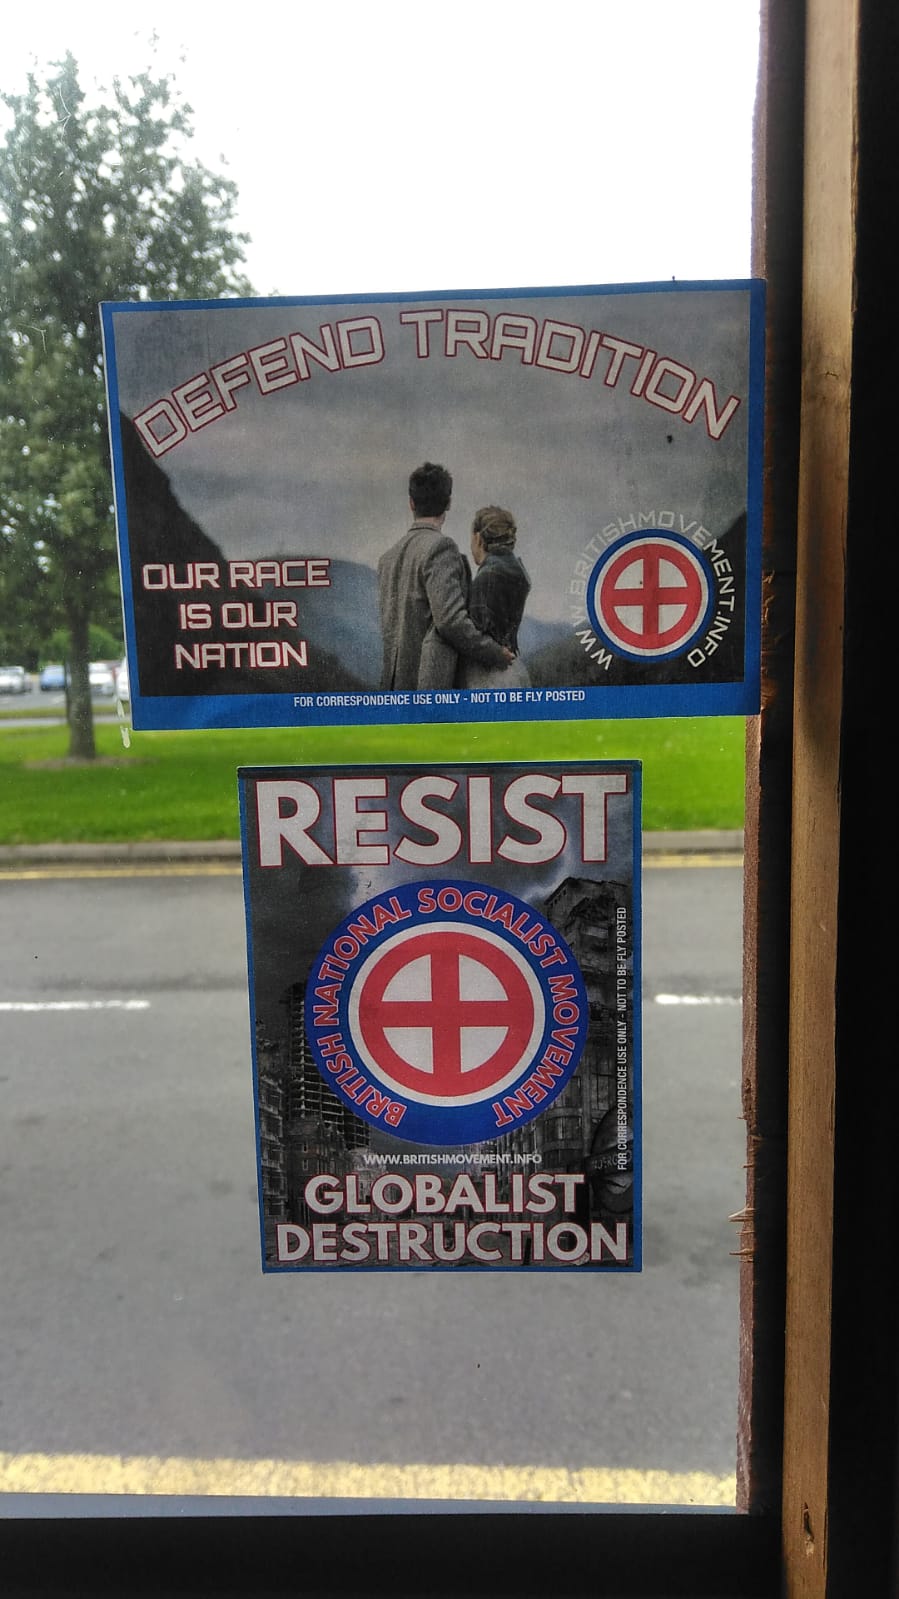 DEFEND TRADITION
OUR RACE
IS OUR
NATION
WWW.BRITISHMOVEMENT.INFO
FOR CORRESPONDENCE USE ONLY - NOT TO BE FLY POSTED
RESIST
BRITISH NATIONAL SOCIALIST MOVEMENT
FOR CORRESPONDENCE USE ONLY - NOT TO BE FLY POSTED
WWW.BRITISHMOVEMENT.INFO
GLOBALIST
DESTRUCTION